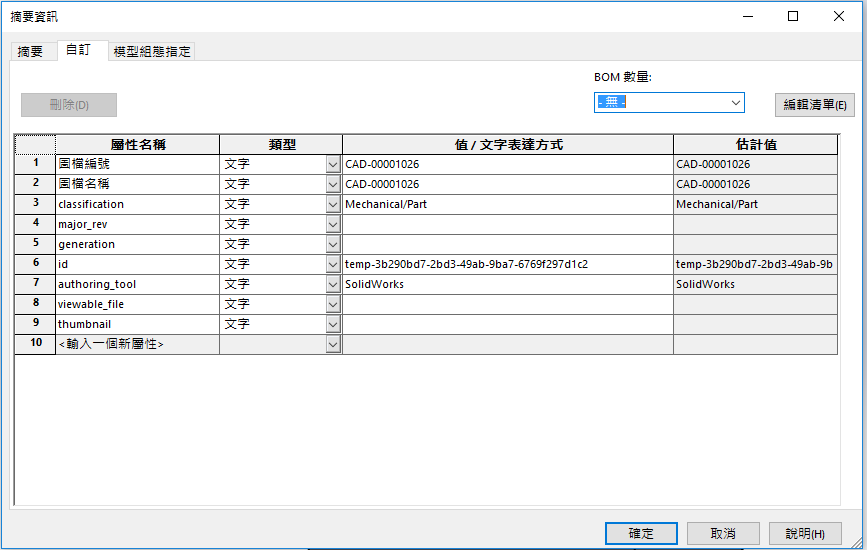 摘要資訊
摘要 自訂 模型組態指定
BOM 數量:
刪除(D) - 無 - 編輯清單(E)
屬性名稱 類型 值 / 文字表達方式 估計值
1 圖檔編號 文字 CAD-00001026 CAD-00001026
2 圖檔名稱 文字 CAD-00001026 CAD-00001026
3 classification 文字 Mechanical/Part Mechanical/Part
4 major_rev 文字
5 generation 文字
6 id 文字 temp-3b290bd7-2bd3-49ab-9ba7-6769f297d1c2 temp-3b290bd7-2bd3-49ab-9b
7 authoring_tool 文字 SolidWorks SolidWorks
8 viewable_file 文字
9 thumbnail 文字
10 <輸入一個新屬性>
確定 取消 說明(H)